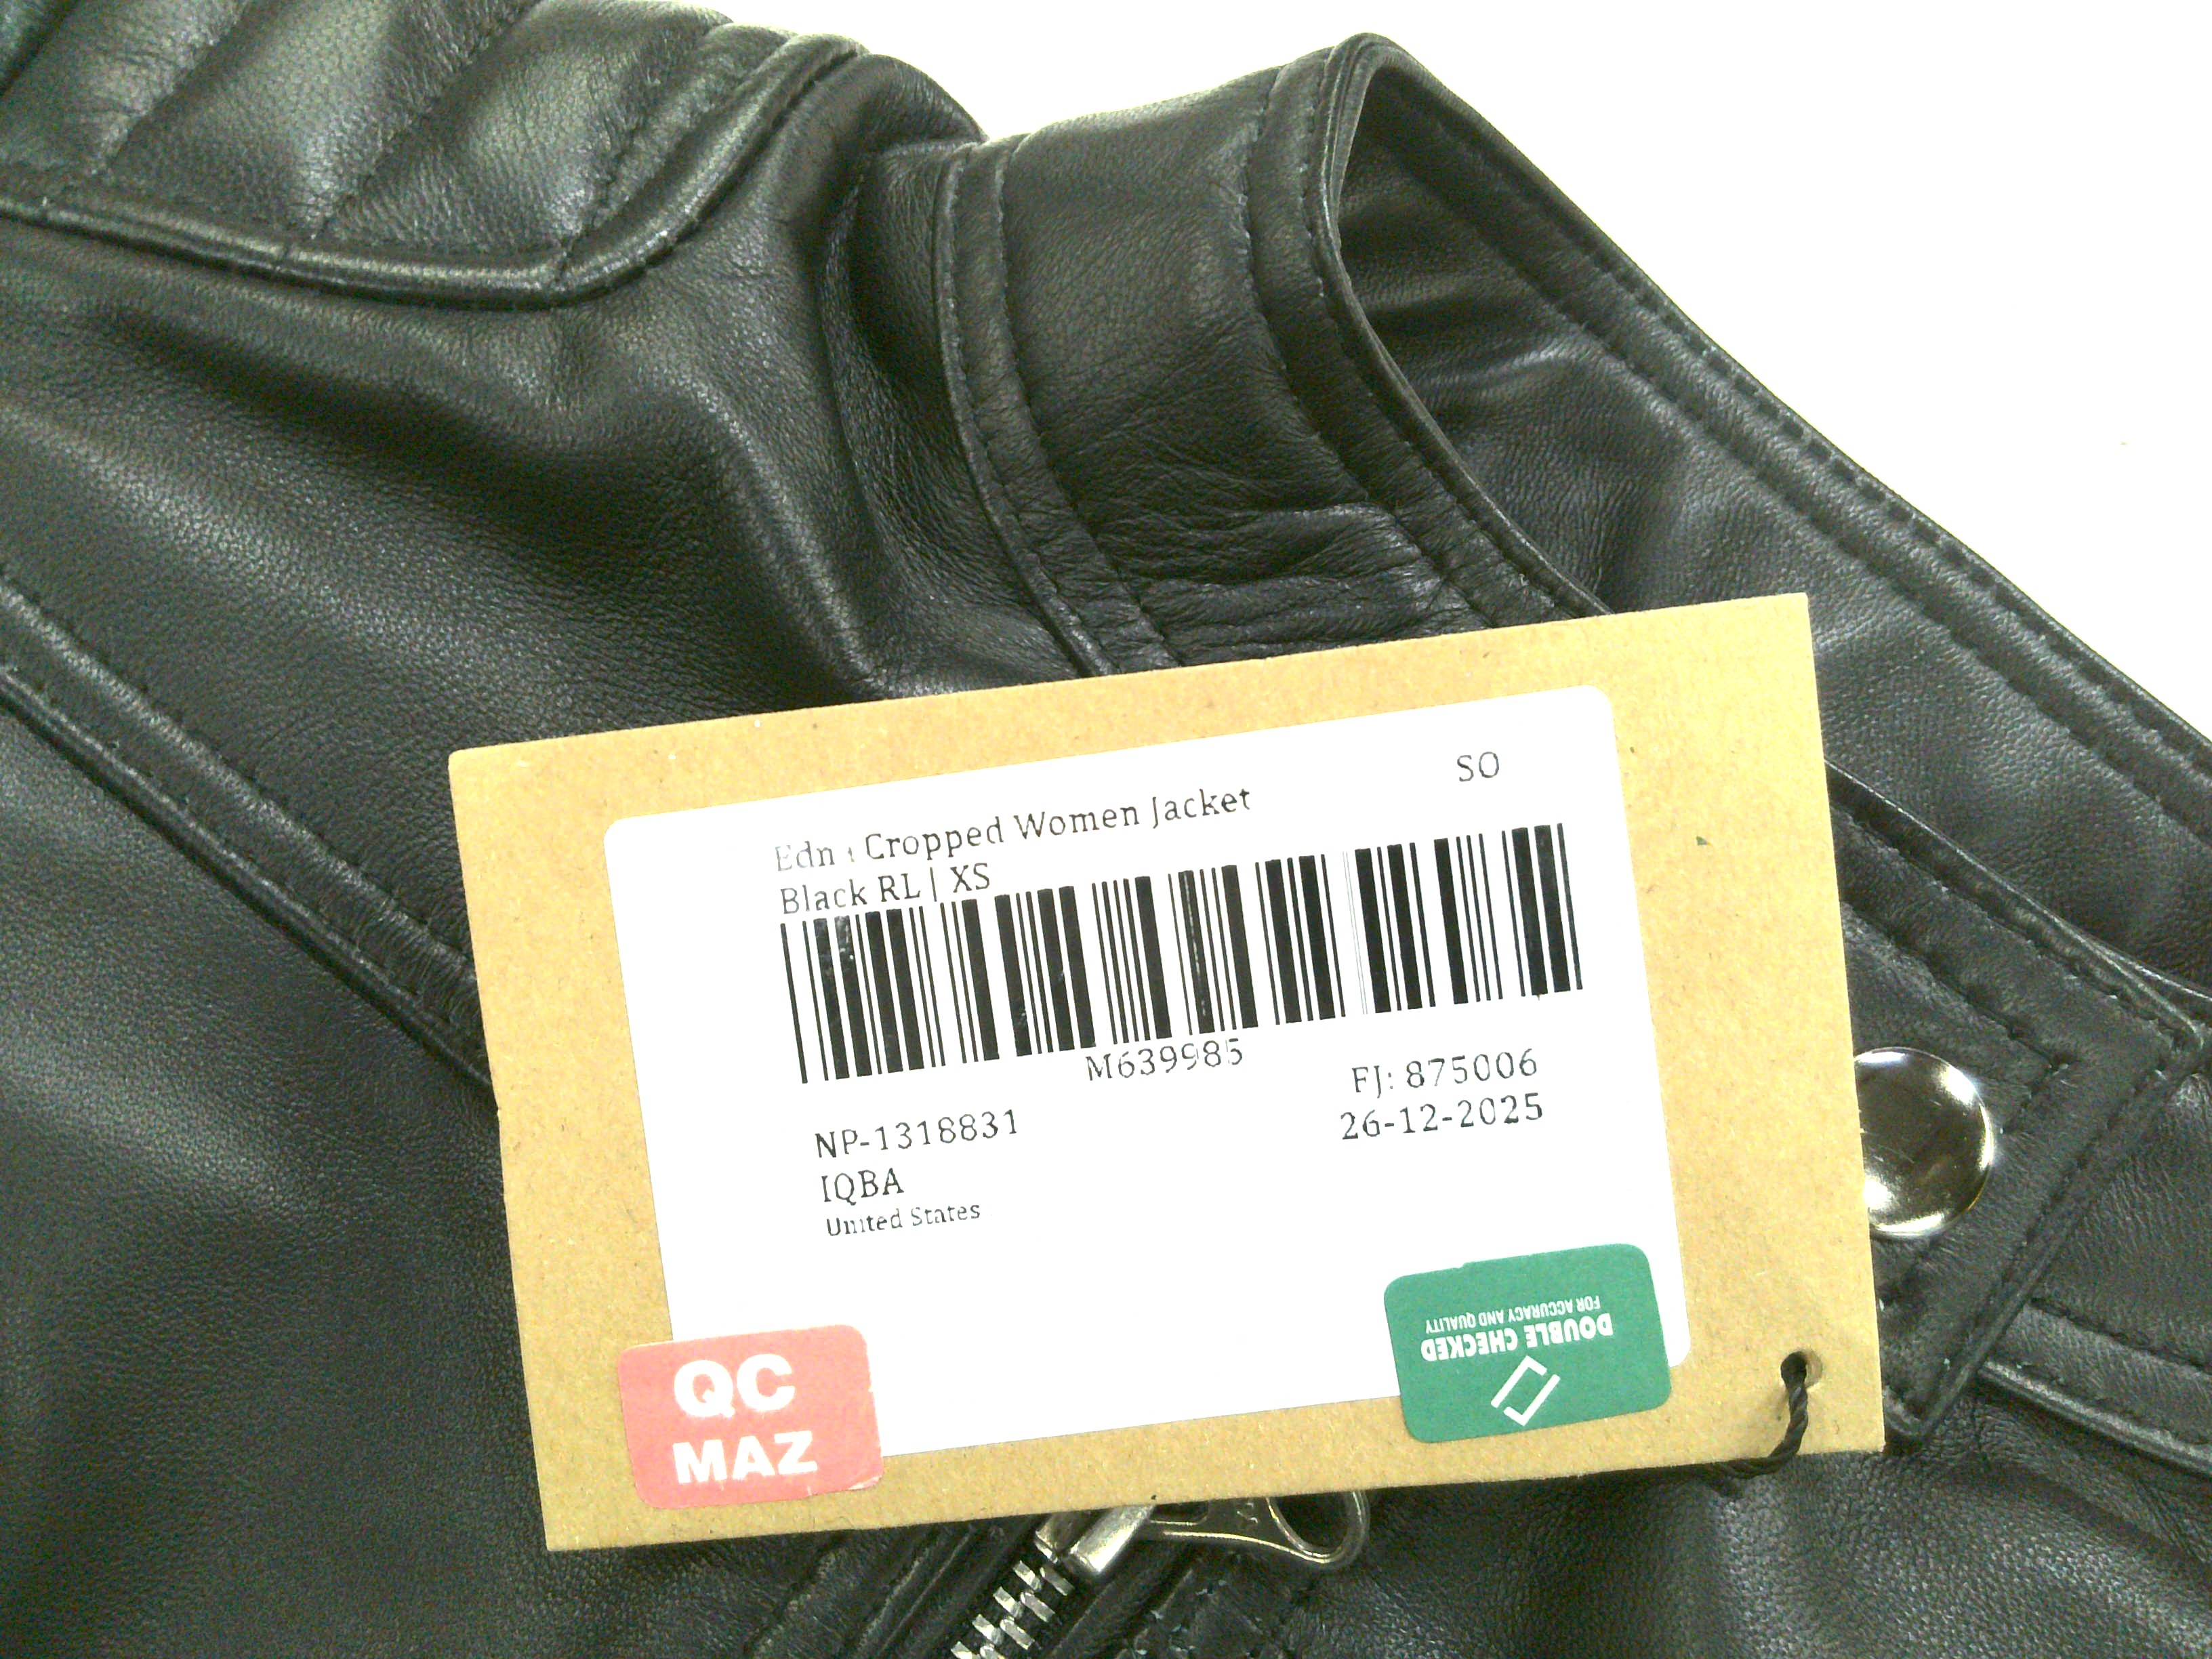 SO
Cropped Women Jacket
Black RL | XS
M639985
NP-1318831
FJ: 875006
26-12-2025
IQBA
United States
QC
MAZ
DOUBLE CHECKED
FOR ACCURACY AND QUALITY